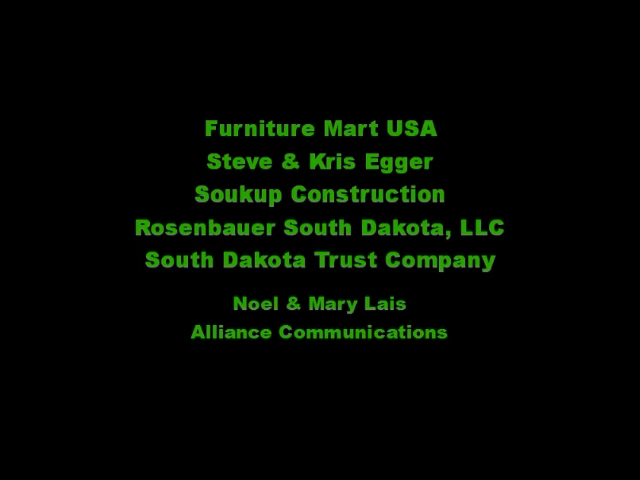 Furniture Mart USA
Steve & Kris Egger
Soukup Construction
Rosenbauer South Dakota, LLC
South Dakota Trust Company
Noel & Mary Lais
Alliance Communications